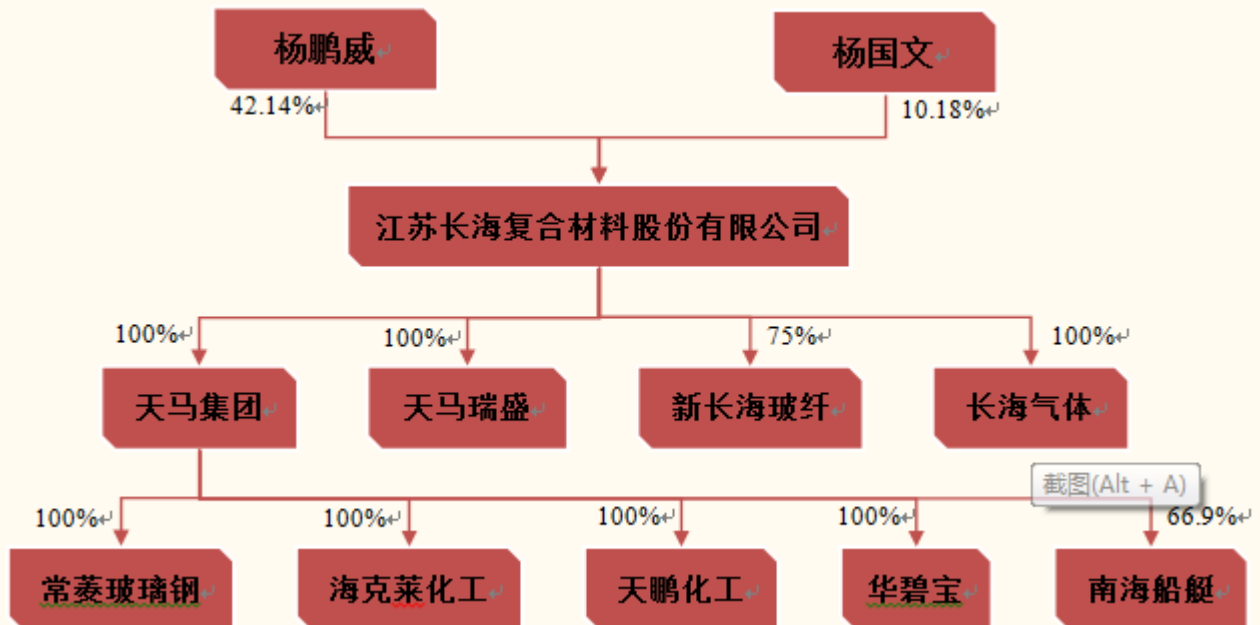 杨鹏威
杨国文
42.14%
10.18%
江苏长海复合材料股份有限公司
100%
100%
75%
100%
天马集团
天马瑞盛
新长海玻纤
长海气体
截图(Alt + A)
100%
100%
100%
100%
66.9%
常菱玻璃钢
海克莱化工
天鹏化工
华碧宝
南海船艇